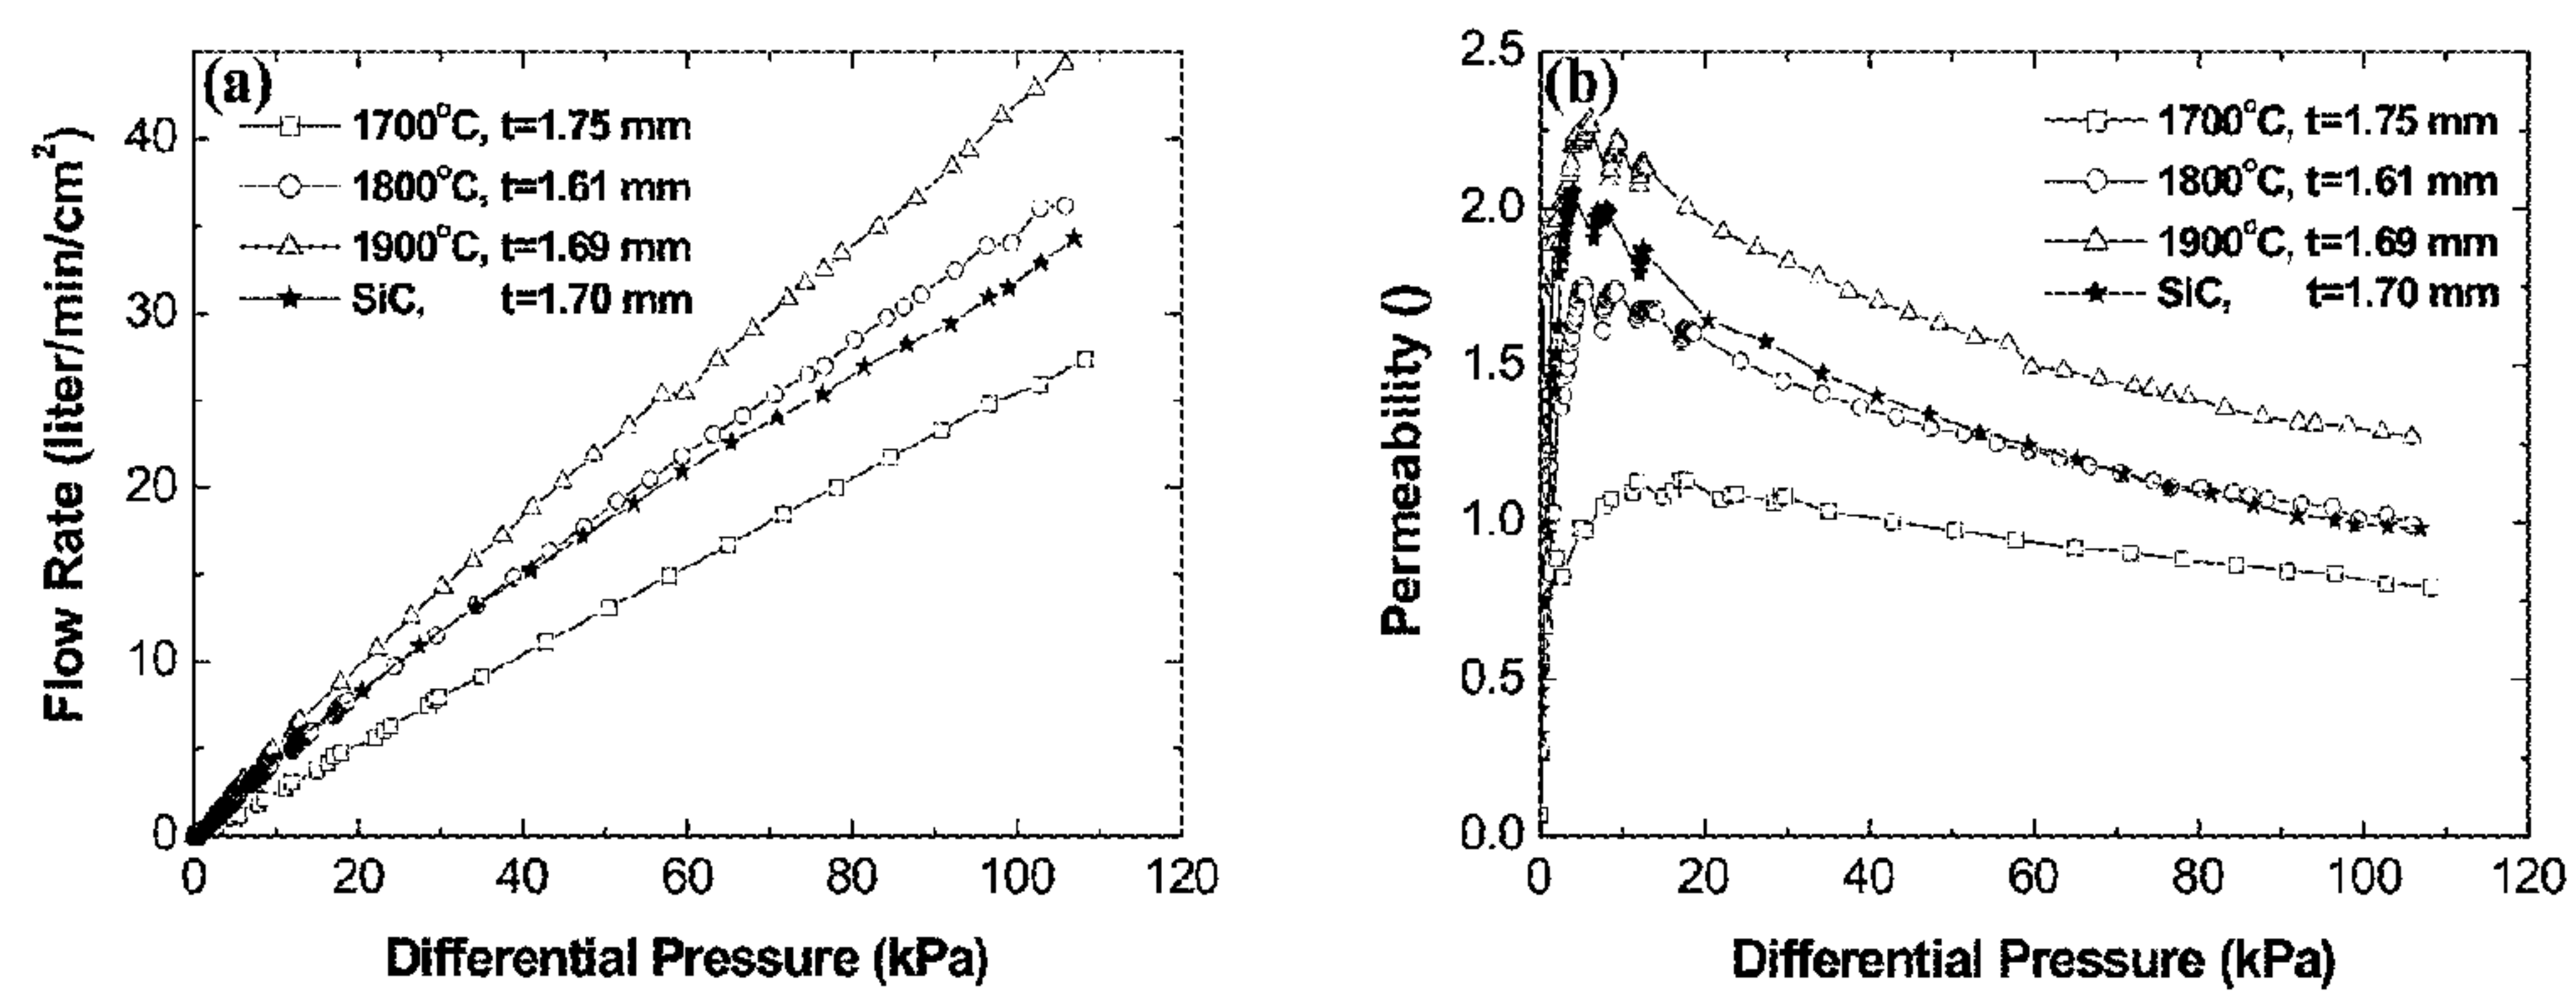 (a)
1700°C, t=1.75 mm
1800°C, t=1.61 mm
1900°C, t=1.69 mm
SiC, t=1.70 mm
40
30
20
10
0
0 20 40 60 80 100 120
Flow Rate (liter/min/cm²)
Differential Pressure (kPa)
(b)
1700°C, t=1.75 mm
1800°C, t=1.61 mm
1900°C, t=1.69 mm
SiC, t=1.70 mm
2.5
2.0
1.5
1.0
0.5
0.0
0 20 40 60 80 100 120
Permeability ()
Differential Pressure (kPa)